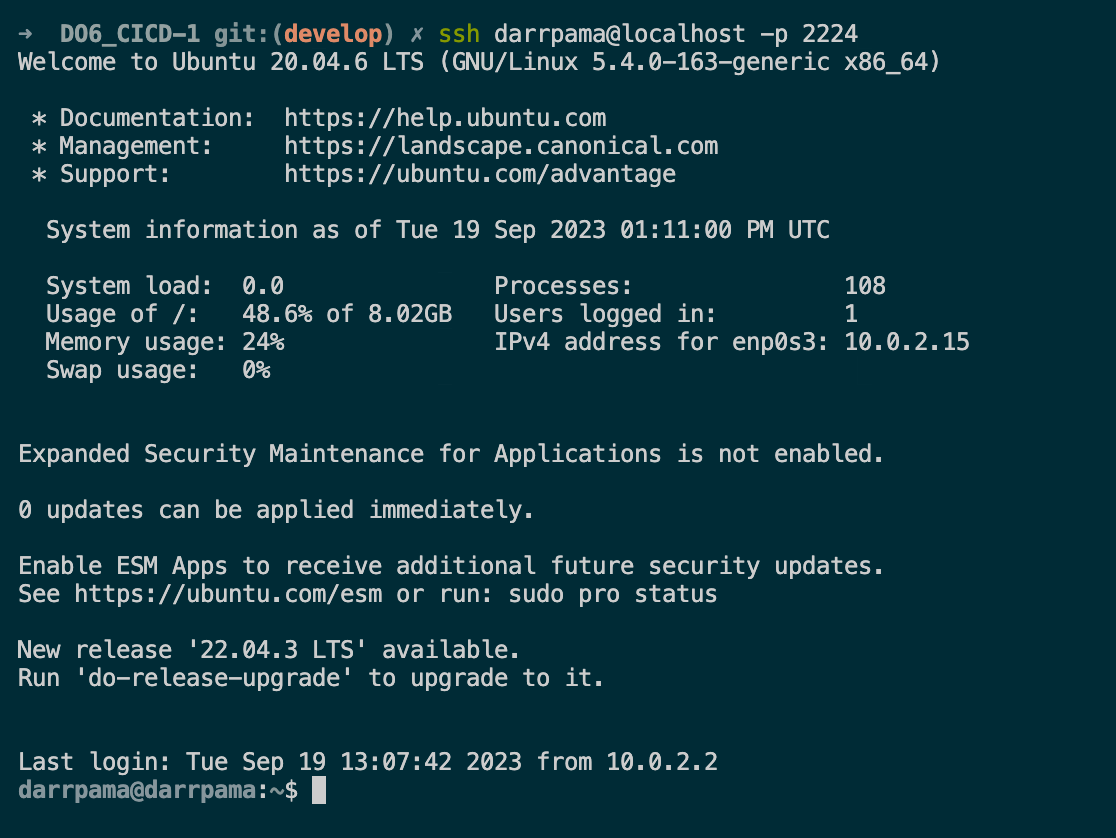 →  DO6_CICD-1 git:(develop) ✗ ssh darrpama@localhost -p 2224
Welcome to Ubuntu 20.04.6 LTS (GNU/Linux 5.4.0-163-generic x86_64)

 * Documentation:  https://help.ubuntu.com
 * Management:     https://landscape.canonical.com
 * Support:        https://ubuntu.com/advantage

  System information as of Tue 19 Sep 2023 01:11:00 PM UTC

  System load:  0.0               Processes:               108
  Usage of /:   48.6% of 8.02GB   Users logged in:         1
  Memory usage: 24%               IPv4 address for enp0s3: 10.0.2.15
  Swap usage:   0%


Expanded Security Maintenance for Applications is not enabled.

0 updates can be applied immediately.

Enable ESM Apps to receive additional future security updates.
See https://ubuntu.com/esm or run: sudo pro status

New release '22.04.3 LTS' available.
Run 'do-release-upgrade' to upgrade to it.


Last login: Tue Sep 19 13:07:42 2023 from 10.0.2.2
darrpama@darrpama:~$